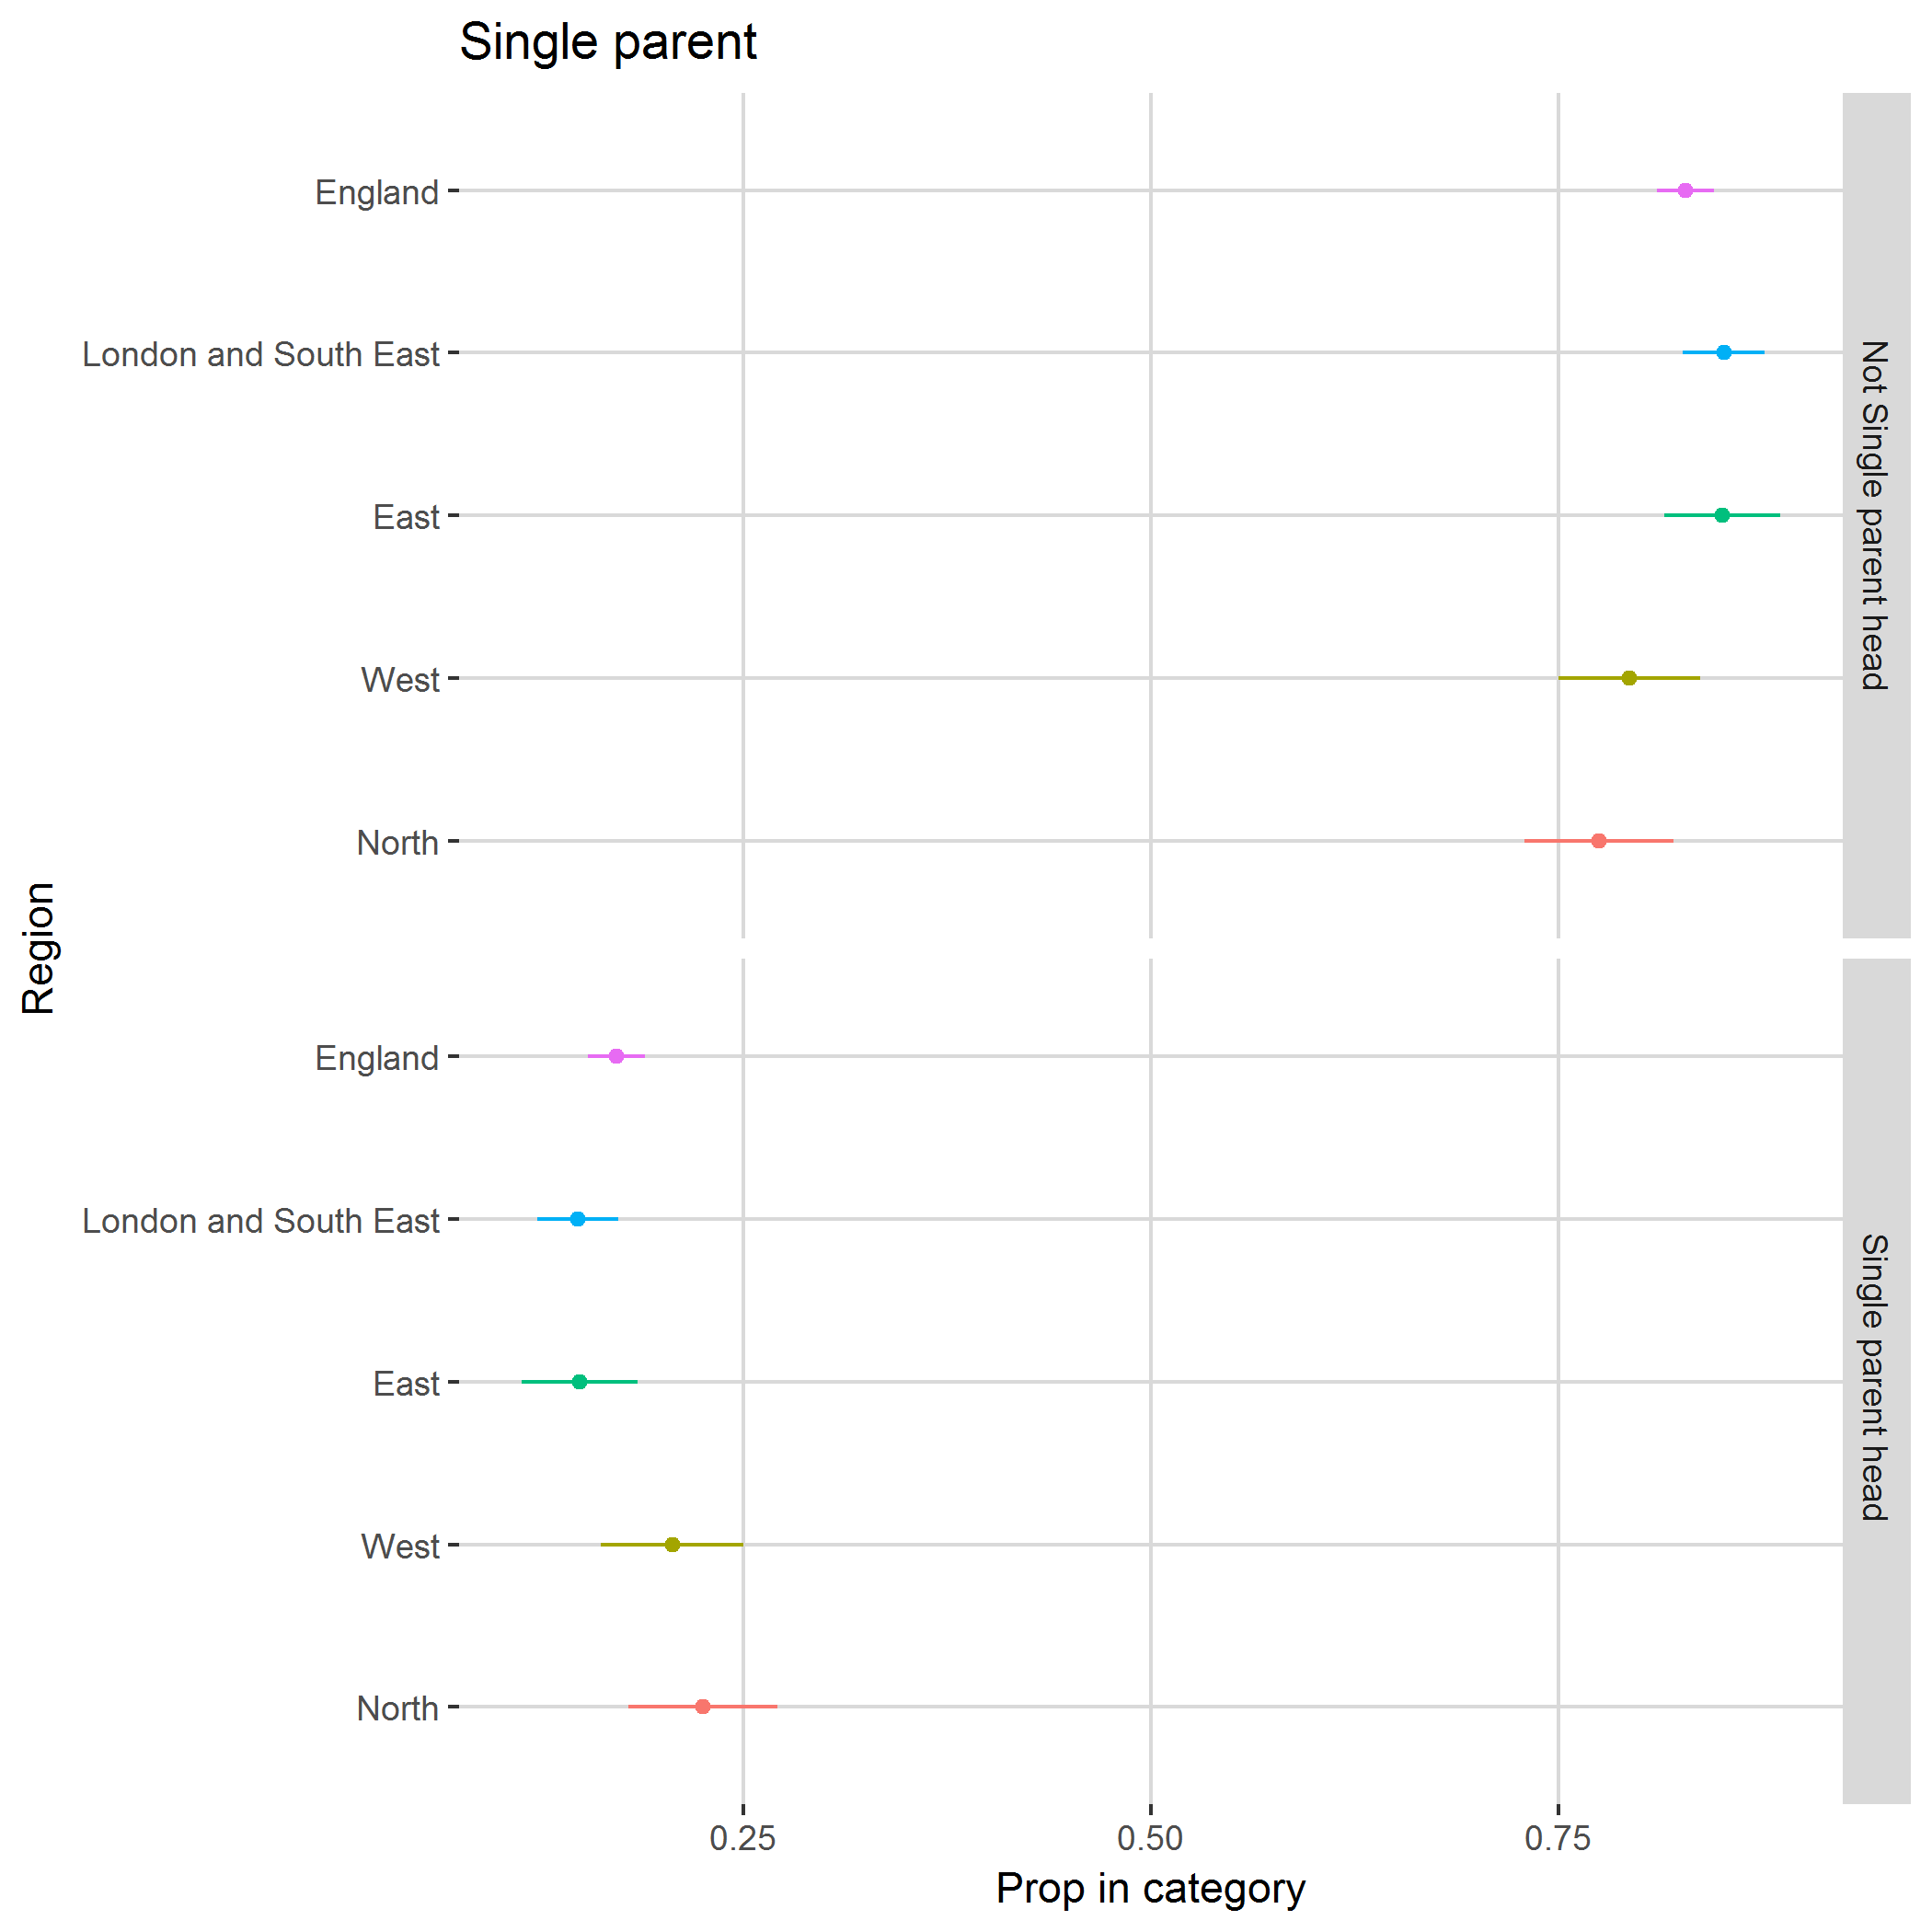 Single parent
England
London and South East
East
West
North
Not Single parent head
Region
England
London and South East
East
West
North
Single parent head
0.25
0.50
0.75
Prop in category